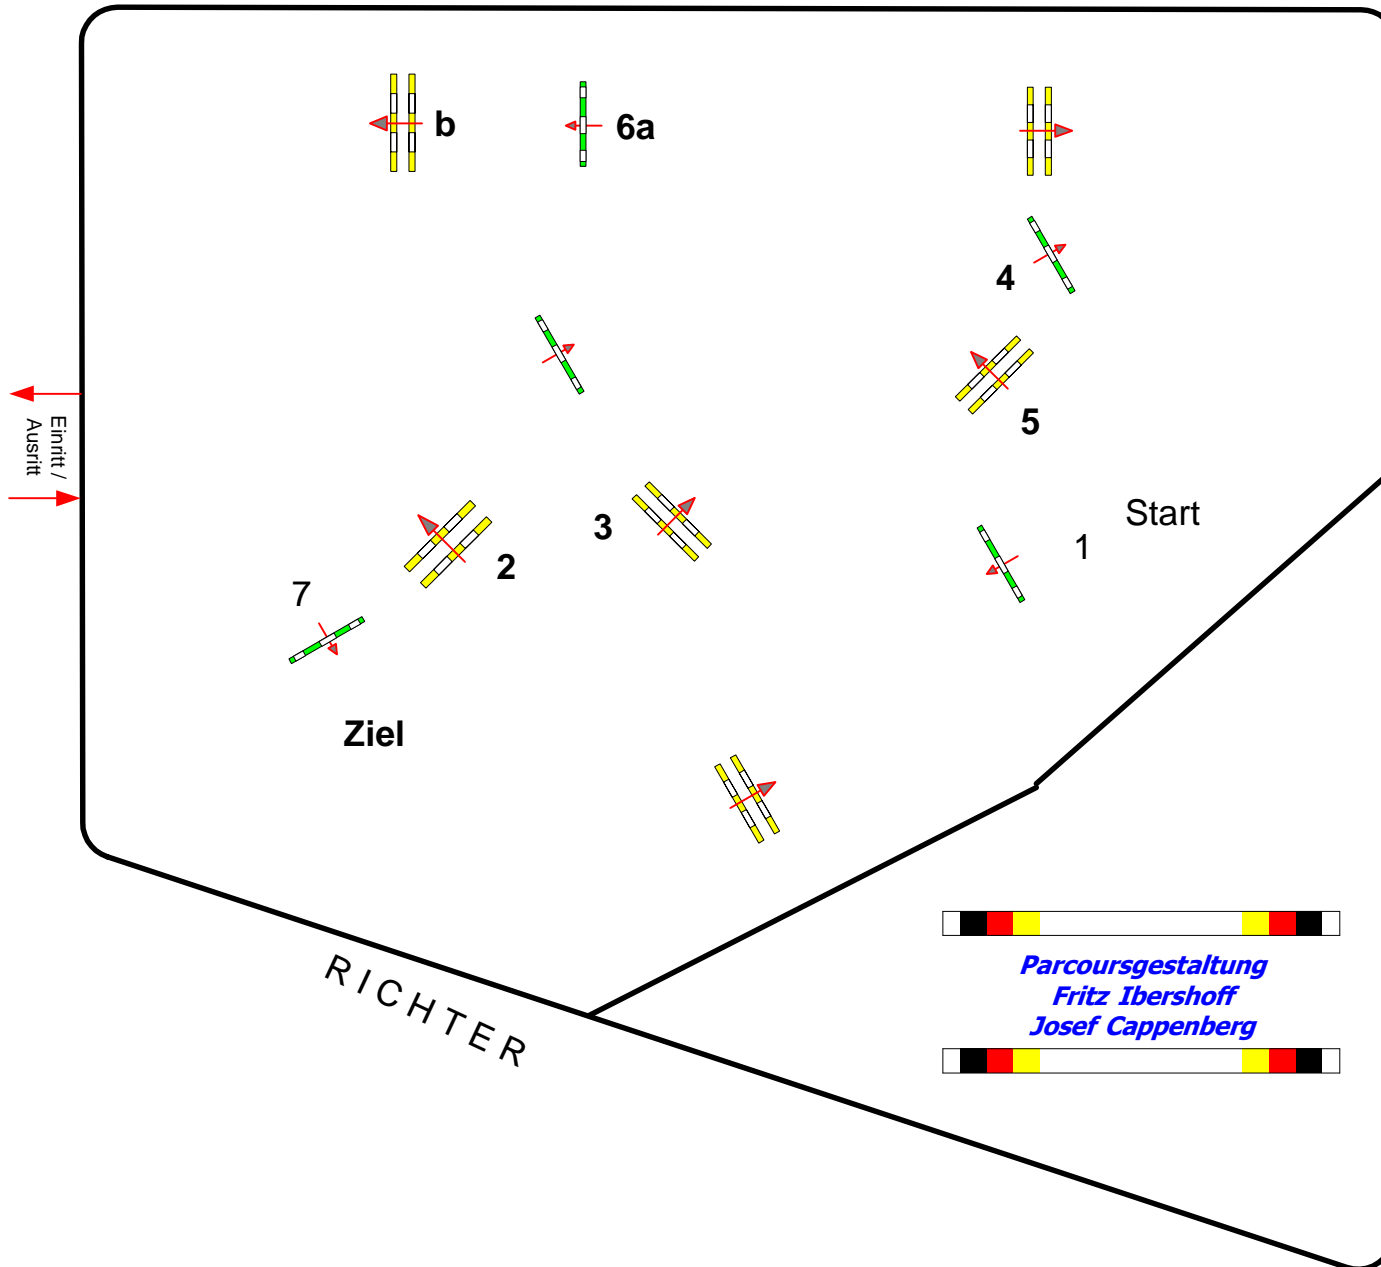 b
6a
4
5
Einritt /
Ausritt
Start
3
1
2
7
Ziel
RICHTER
Parcoursgestaltung
Fritz Ibershoff
Josef Cappenberg